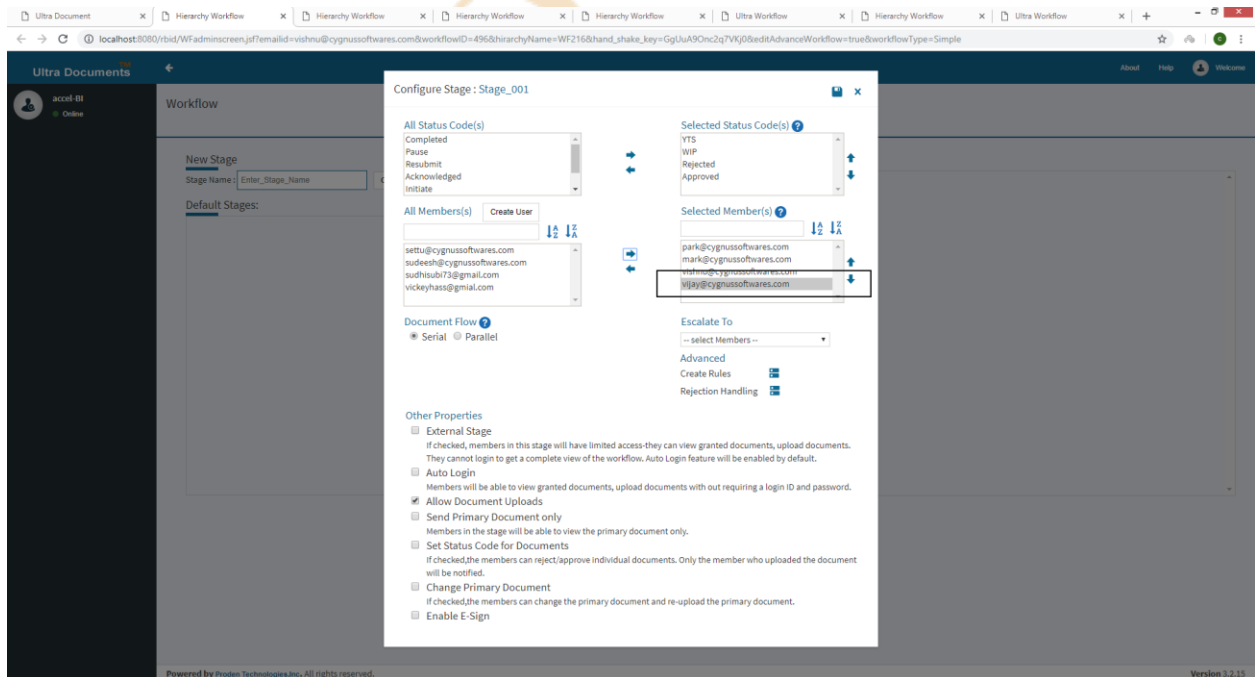 Ultra Document
Hierarchy Workflow
Hierarchy Workflow
Hierarchy Workflow
Hierarchy Workflow
Ultra Workflow
Hierarchy Workflow
Ultra Workflow
localhost:8080/rbid/WFadminscreen.jsf?emailid=vishnu@cygnussoftwares.com&workflowID=496&hirarchyName=WF216&hand_shake_key=GgUuA9Onc2q7VKj0&editAdvanceWorkflow=true&workflowType=Simple
Ultra Documents TM
About Help Welcome
accel-BI
Online
Workflow
New Stage
Stage Name : Enter_Stage_Name
Default Stages:
Configure Stage : Stage_001
All Status Code(s)
Completed
Pause
Resubmit
Acknowledged
Initiate
Selected Status Code(s) ?
YTS
WIP
Rejected
Approved
All Members(s) Create User
settu@cygnussoftwares.com
sudeesh@cygnussoftwares.com
sudhisubi73@gmail.com
vickeyhass@gmial.com
Selected Member(s) ?
park@cygnussoftwares.com
mark@cygnussoftwares.com
vishnu@cygnussoftwares.com
vijay@cygnussoftwares.com
Document Flow ?
Serial Parallel
Escalate To
-- select Members --
Advanced
Create Rules
Rejection Handling
Other Properties
External Stage
If checked, members in this stage will have limited access-they can view granted documents, upload documents.
They cannot login to get a complete view of the workflow. Auto Login feature will be enabled by default.
Auto Login
Members will be able to view granted documents, upload documents with out requiring a login ID and password.
Allow Document Uploads
Send Primary Document only
Members in the stage will be able to view the primary document only.
Set Status Code for Documents
If checked,the members can reject/approve individual documents. Only the member who uploaded the document
will be notified.
Change Primary Document
If checked,the members can change the primary document and re-upload the primary document.
Enable E-Sign
Powered by Proden Technologies,Inc. All rights reserved.
Version 3.2.15